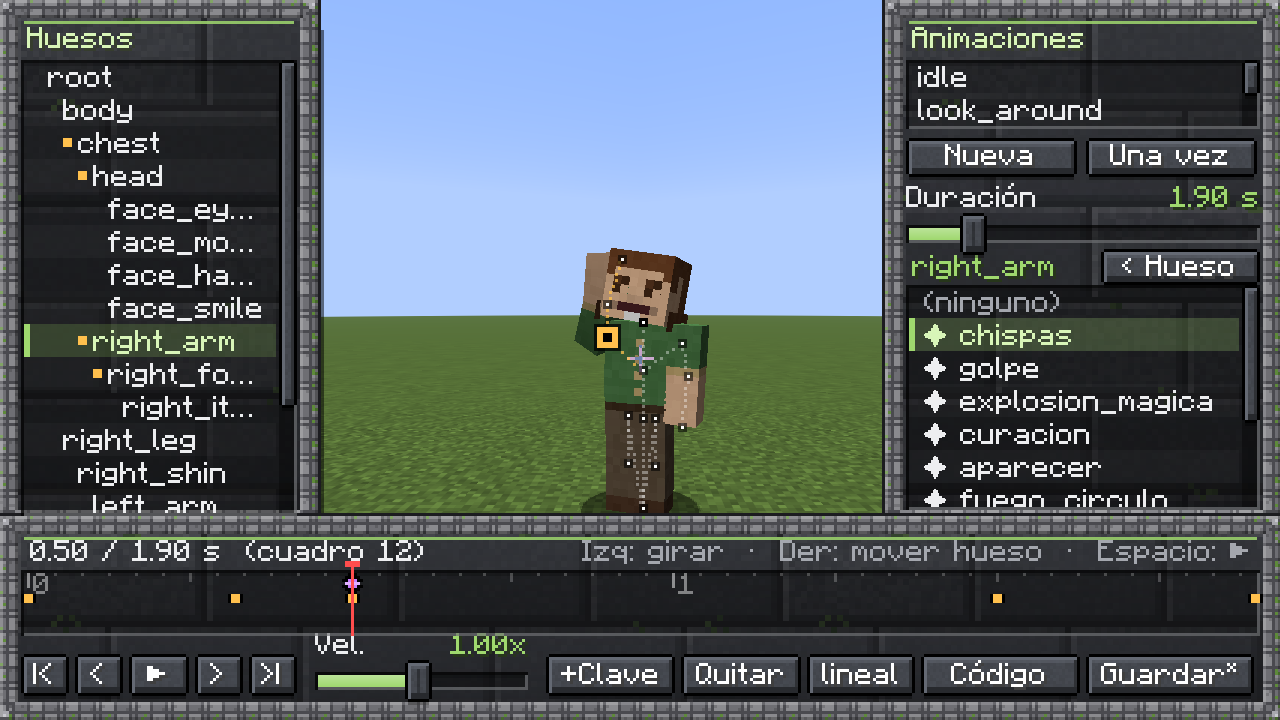 Huesos
root
body
chest
head
face_ey...
face_mo...
face_ha...
face_smile
right_arm
right_fo...
right_it...
right_leg
right_shin
left_arm
Animaciones
idle
look_around
Nueva
Una vez
Duración
1.90 s
right_arm
< Hueso
(ninguno)
chispas
golpe
explosion_magica
curacion
aparecer
fuego_circulo
0.50 / 1.90 s (cuadro 12)
Izq: girar · Der: mover hueso · Espacio: ►
0
1
Vel.
1.00x
|<
<
►
>
>|
+Clave
Quitar
lineal
Código
Guardar*